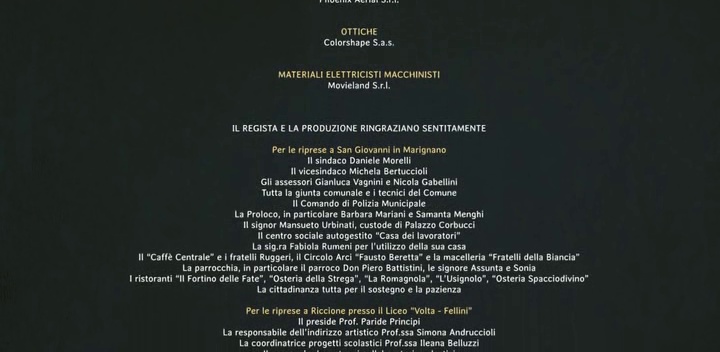 Phoenix Aerial S.r.l.
OTTICHE
Colorshape S.a.s.
MATERIALI ELETTRICISTI MACCHINISTI
Movieland S.r.l.
IL REGISTA E LA PRODUZIONE RINGRAZIANO SENTITAMENTE
Per le riprese a San Giovanni in Marignano
Il sindaco Daniele Morelli
Il vicesindaco Michela Bertuccioli
Gli assessori Gianluca Vagnini e Nicola Gabellini
Tutta la giunta comunale e i tecnici del Comune
Il Comando di Polizia Municipale
La Proloco, in particolare Barbara Mariani e Samanta Menghi
Il signor Mansueto Urbinati, custode di Palazzo Corbucci
Il centro sociale autogestito "Casa dei lavoratori"
La sig.ra Fabiola Rumeni per l'utilizzo della sua casa
Il "Caffè Centrale" e i fratelli Ruggeri, il Circolo Arci "Fausto Beretta" e la macelleria "Fratelli della Biancia"
La parrocchia, in particolare il parroco Don Piero Battistini, le signore Assunta e Sonia
I ristoranti "Il Fortino delle Fate", "Osteria della Strega", "La Romagnola", "L'Usignolo", "Osteria Spacciodivino"
La cittadinanza tutta per il sostegno e la pazienza
Per le riprese a Riccione presso il Liceo "Volta - Fellini"
Il preside Prof. Paride Principi
La responsabile dell'indirizzo artistico Prof.ssa Simona Andruccioli
La coordinatrice progetti scolastici Prof.ssa Ileana Belluzzi